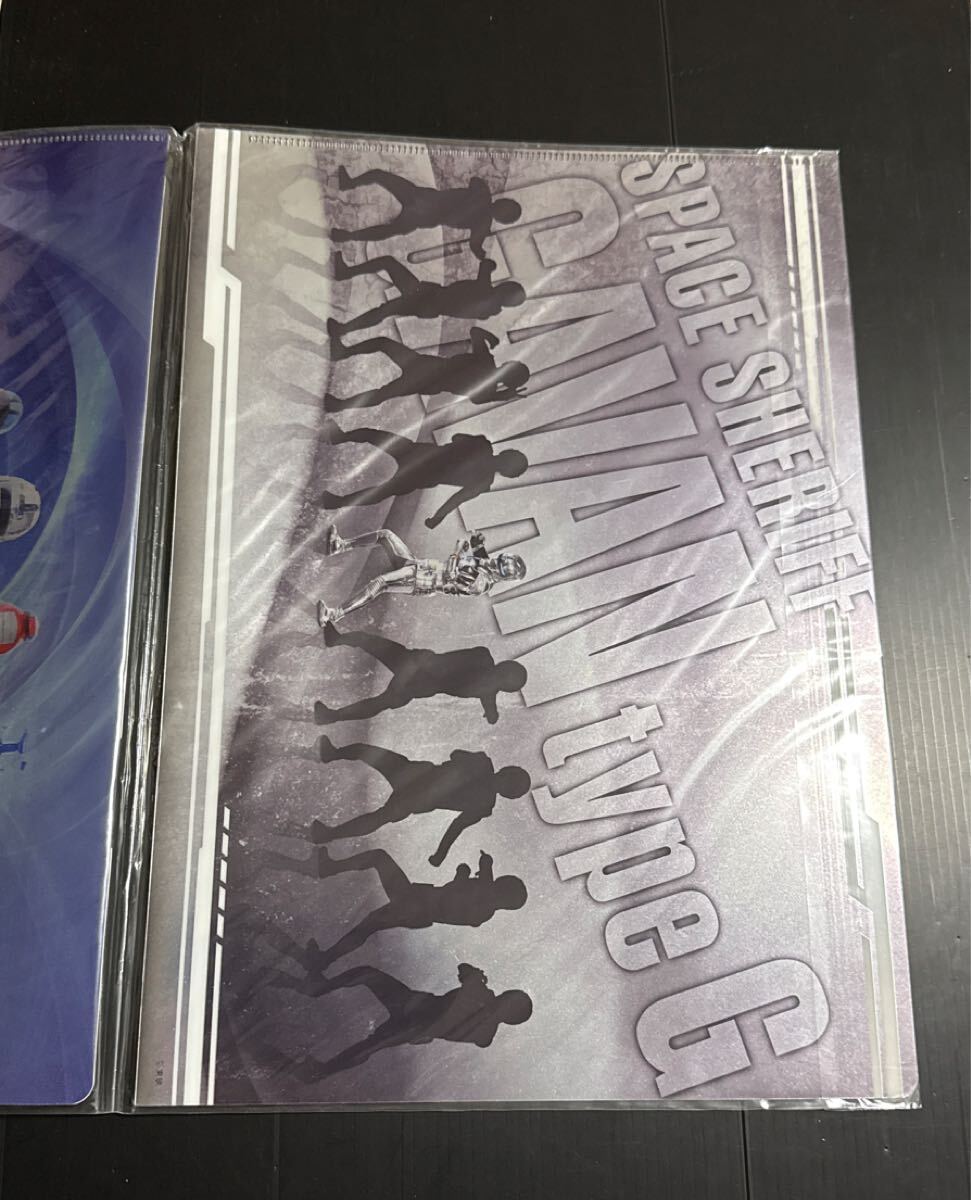 SPACE SHERIFF
GAVAN
type G